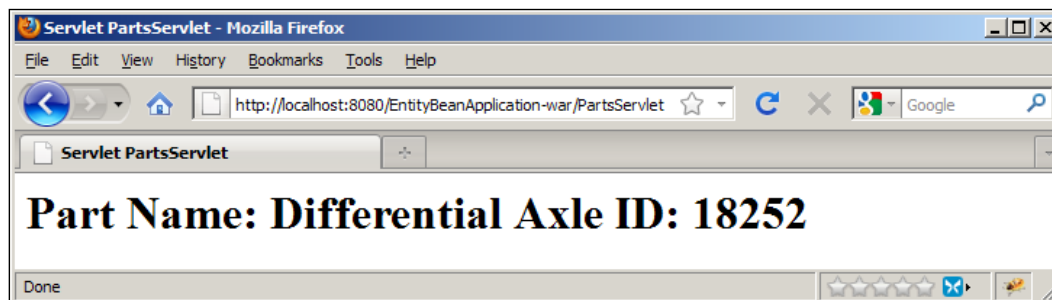 Servlet PartsServlet - Mozilla Firefox
File Edit View History Bookmarks Tools Help
http://localhost:8080/EntityBeanApplication-war/PartsServlet Google
Servlet PartsServlet
Part Name: Differential Axle ID: 18252
Done